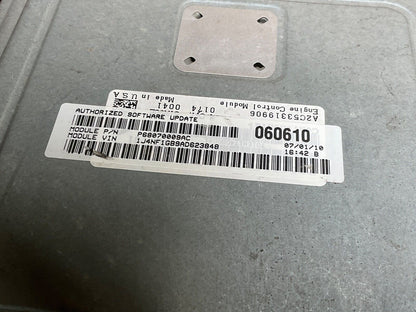 A2C53319906
Engine Control Module
0174 0041
Made in U.S.A
AUTHORIZED SOFTWARE UPDATE
MODULE P/N P68070008AC
MODULE VIN 1J4NF1GB9AD623848
060610
07/01/10
16:42 B